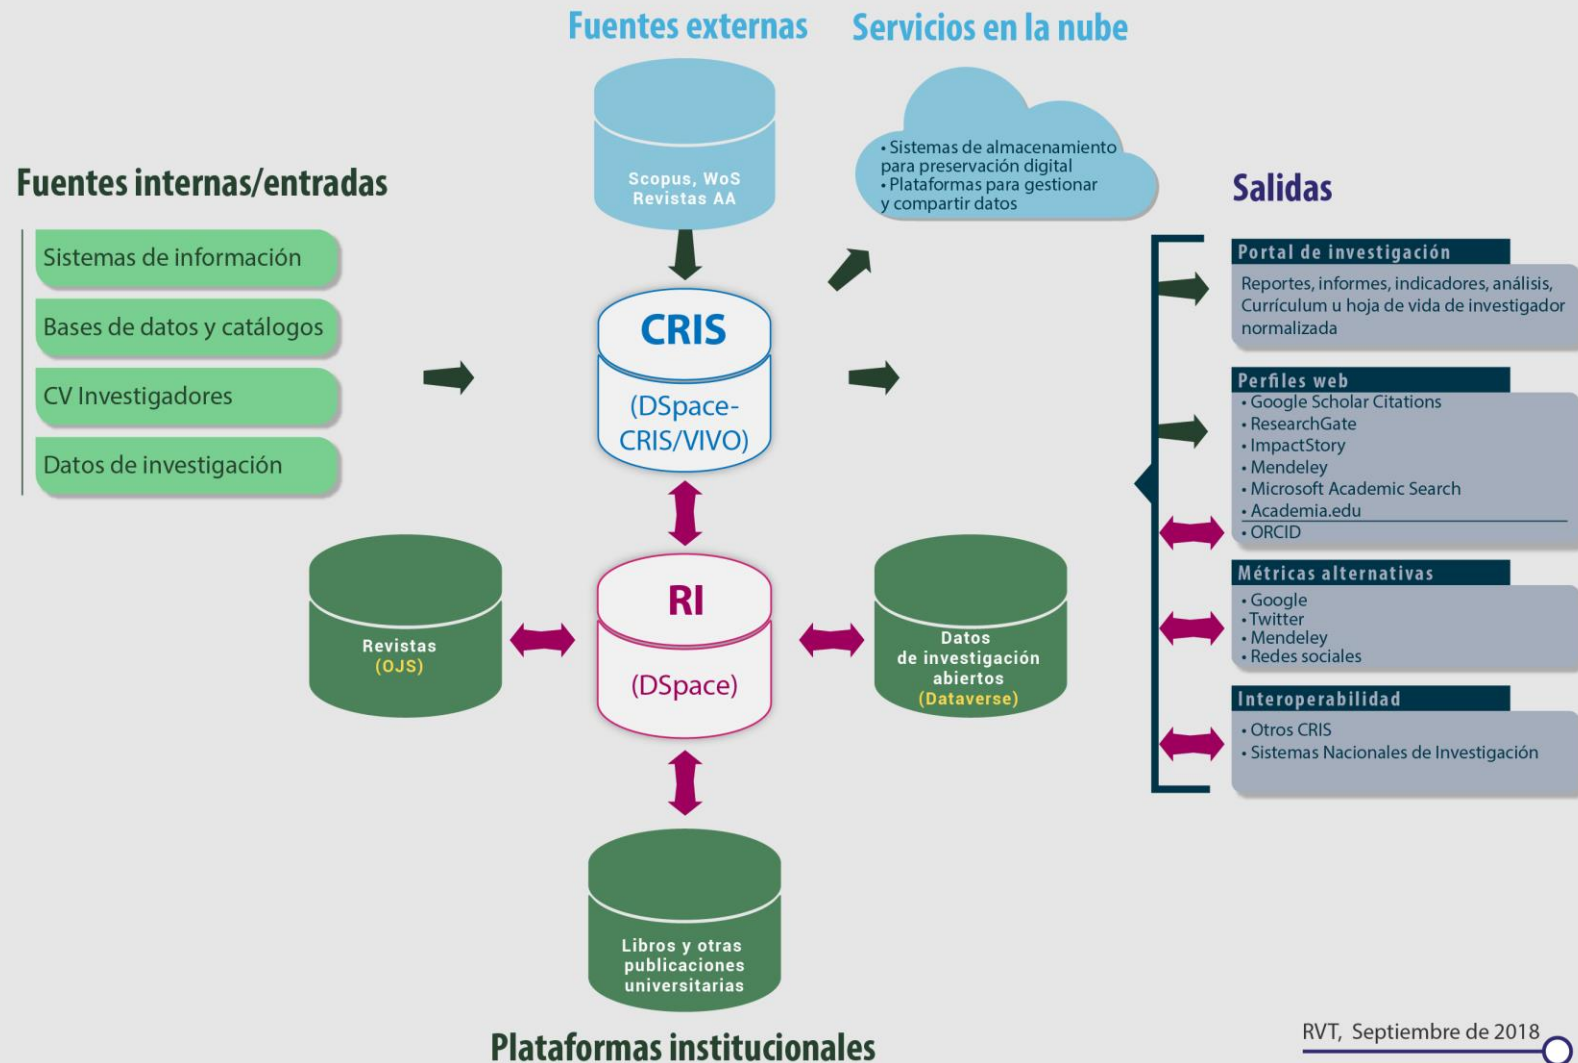 Fuentes externas
Servicios en la nube
Scopus, WoS
Revistas AA
• Sistemas de almacenamiento
para preservación digital
• Plataformas para gestionar
y compartir datos
Fuentes internas/entradas
Sistemas de información
Bases de datos y catálogos
CV Investigadores
Datos de investigación
CRIS
(DSpace-
CRIS/VIVO)
RI
(DSpace)
Revistas
(OJS)
Datos
de investigación
abiertos
(Dataverse)
Libros y otras
publicaciones
universitarias
Plataformas institucionales
Salidas
Portal de investigación
Reportes, informes, indicadores, análisis,
Currículum u hoja de vida de investigador
normalizada
Perfiles web
• Google Scholar Citations
• ResearchGate
• ImpactStory
• Mendeley
• Microsoft Academic Search
• Academia.edu
• ORCID
Métricas alternativas
• Google
• Twitter
• Mendeley
• Redes sociales
Interoperabilidad
• Otros CRIS
• Sistemas Nacionales de Investigación
RVT, Septiembre de 2018